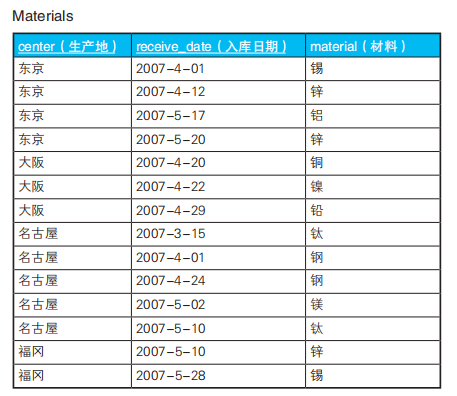 Materials
center（生产地） receive_date（入库日期） material（材料）
东京 2007-4-01 锡
东京 2007-4-12 锌
东京 2007-5-17 铝
东京 2007-5-20 锌
大阪 2007-4-20 铜
大阪 2007-4-22 镍
大阪 2007-4-29 铅
名古屋 2007-3-15 钛
名古屋 2007-4-01 钢
名古屋 2007-4-24 钢
名古屋 2007-5-02 镁
名古屋 2007-5-10 钛
福冈 2007-5-10 锌
福冈 2007-5-28 锡